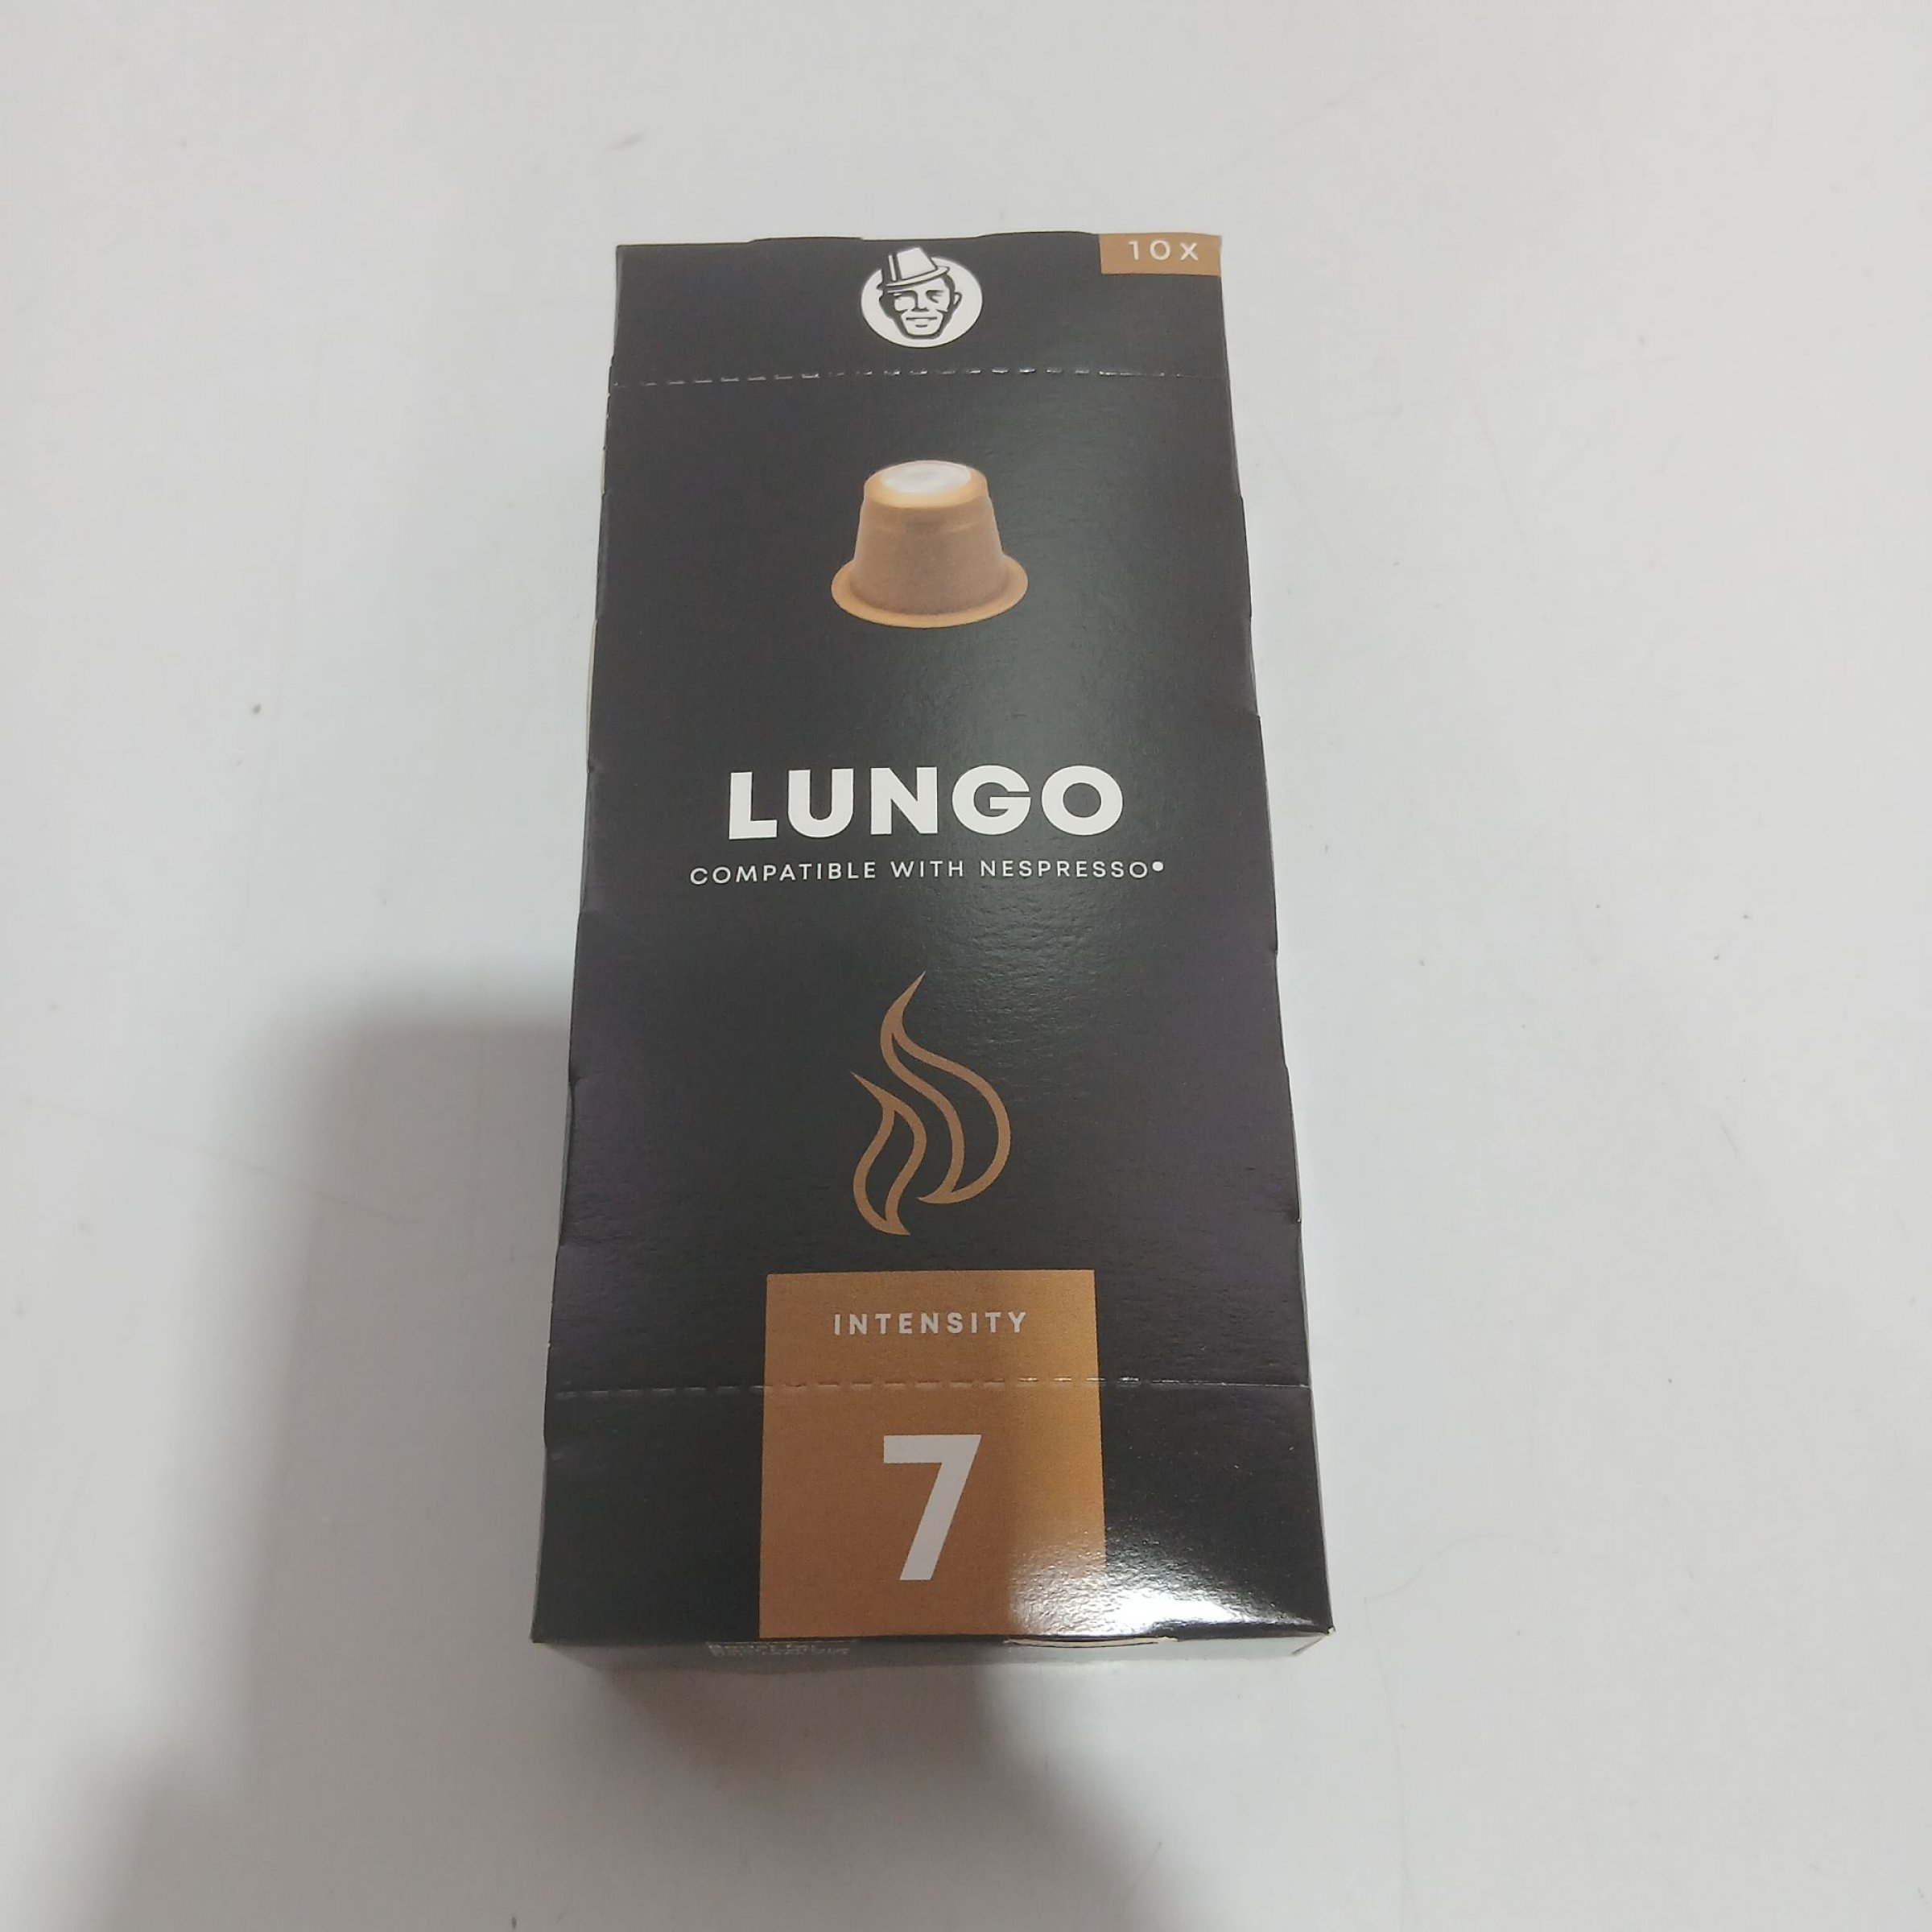 10x
LUNGO
COMPATIBLE WITH NESPRESSO®
INTENSITY
7